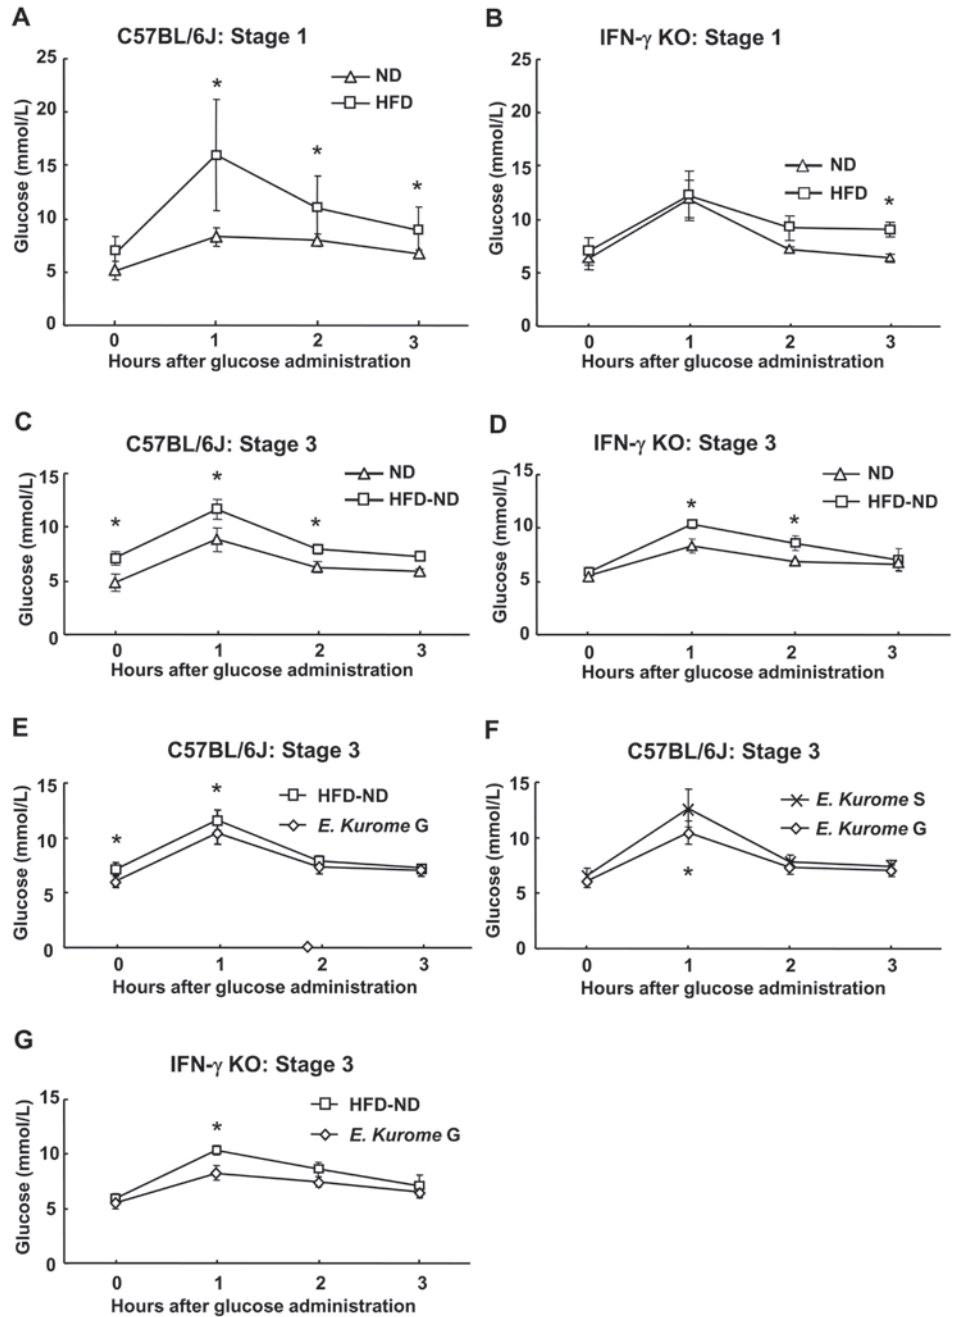 A
C57BL/6J: Stage 1
ND
HFD
Glucose (mmol/L)
25
20
15
10
5
0
*
*
*
0 1 2 3
Hours after glucose administration
B
IFN-γ KO: Stage 1
ND
HFD
Glucose (mmol/L)
25
20
15
10
5
0
*
0 1 2 3
Hours after glucose administration
C
C57BL/6J: Stage 3
ND
HFD-ND
Glucose (mmol/L)
15
10
5
0
*
*
*
0 1 2 3
Hours after glucose administration
D
IFN-γ KO: Stage 3
ND
HFD-ND
Glucose (mmol/L)
15
10
5
0
*
*
0 1 2 3
Hours after glucose administration
E
C57BL/6J: Stage 3
HFD-ND
E. Kurome G
Glucose (mmol/L)
15
10
5
0
*
*
0 1 2 3
Hours after glucose administration
F
C57BL/6J: Stage 3
E. Kurome S
E. Kurome G
Glucose (mmol/L)
15
10
5
0
*
0 1 2 3
Hours after glucose administration
G
IFN-γ KO: Stage 3
HFD-ND
E. Kurome G
Glucose (mmol/L)
15
10
5
0
*
0 1 2 3
Hours after glucose administration